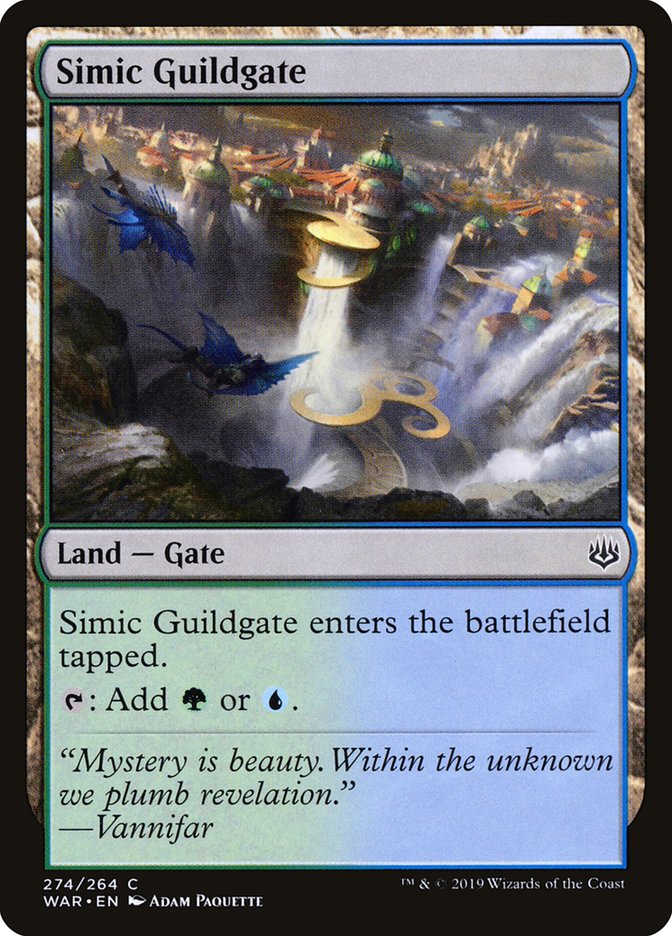 Simic Guildgate
Land — Gate
Simic Guildgate enters the battlefield
tapped.
: Add or .
“Mystery is beauty. Within the unknown
we plumb revelation.”
—Vannifar
274/264 C
WAR • EN Adam Paquette
™ & © 2019 Wizards of the Coast